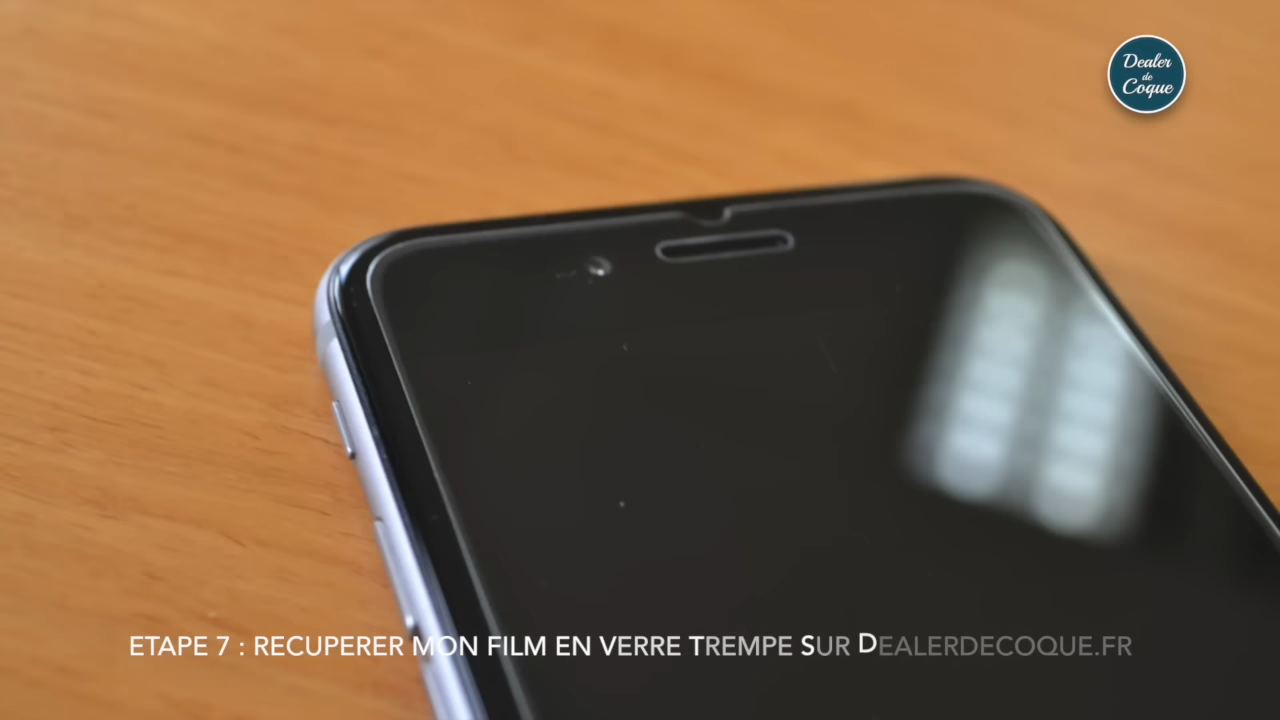 Dealer
de
Coque
ETAPE 7 : RECUPERER MON FILM EN VERRE TREMPE SUR DEALERDECOQUE.FR